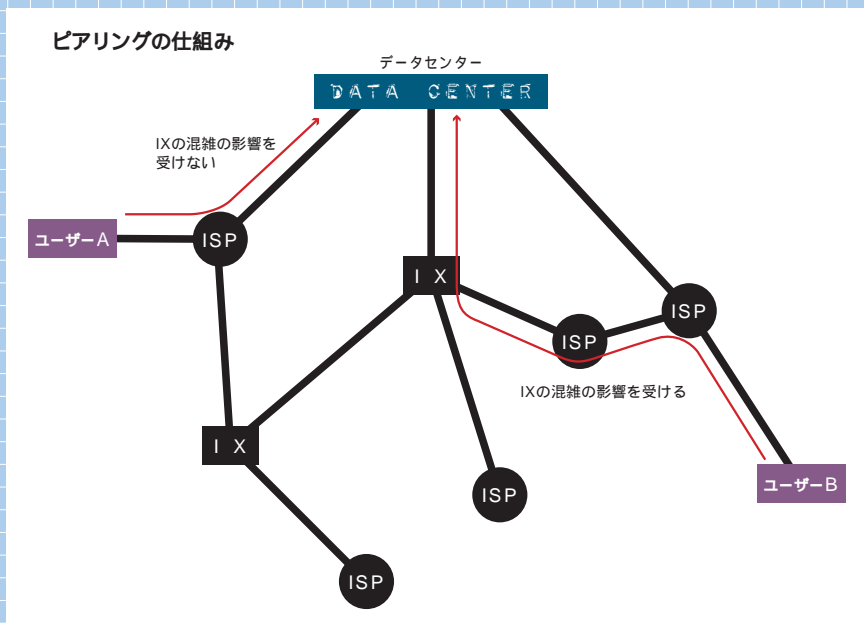 ピアリングの仕組み
データセンター
DATA CENTER
IXの混雑の影響を
受けない
ユーザーA
ISP
IX
ISP
ISP
IXの混雑の影響を受ける
IX
ユーザーB
ISP
ISP